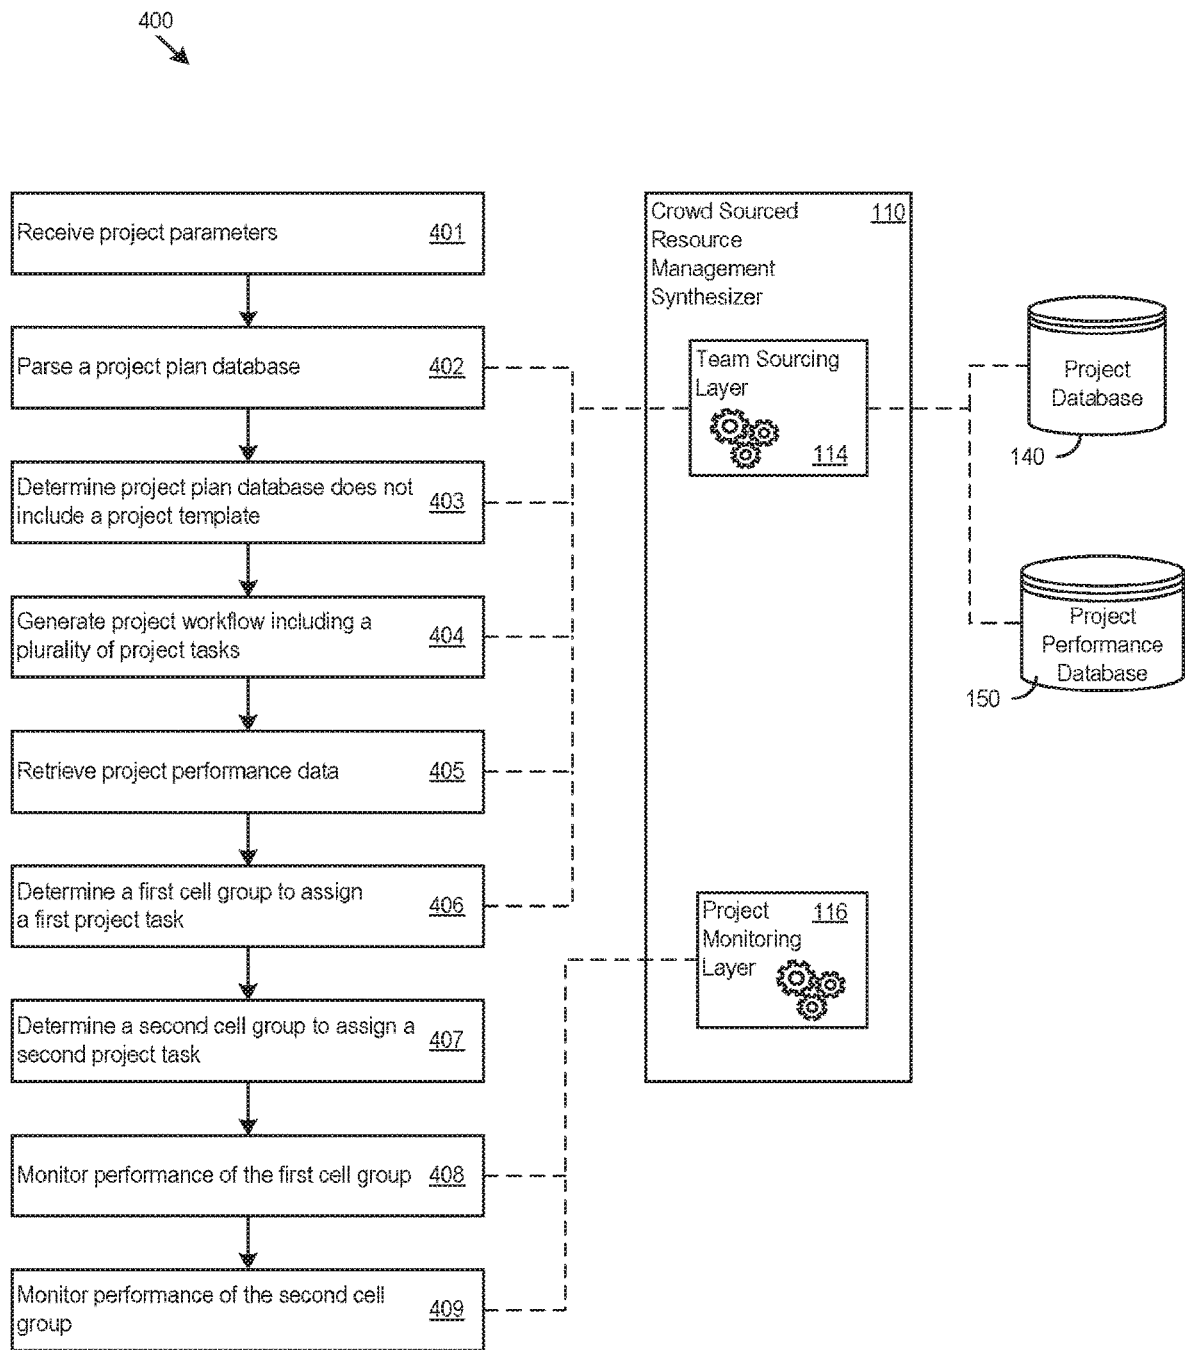 400
Receive project parameters 401
Parse a project plan database 402
Determine project plan database does not
include a project template 403
Generate project workflow including a
plurality of project tasks 404
Retrieve project performance data 405
Determine a first cell group to assign
a first project task 406
Determine a second cell group to assign a
second project task 407
Monitor performance of the first cell group 408
Monitor performance of the second cell
group 409
Crowd Sourced 110
Resource
Management
Synthesizer
Team Sourcing
Layer
114
Project 116
Monitoring
Layer
Project
Database
140
Project
Performance
Database
150